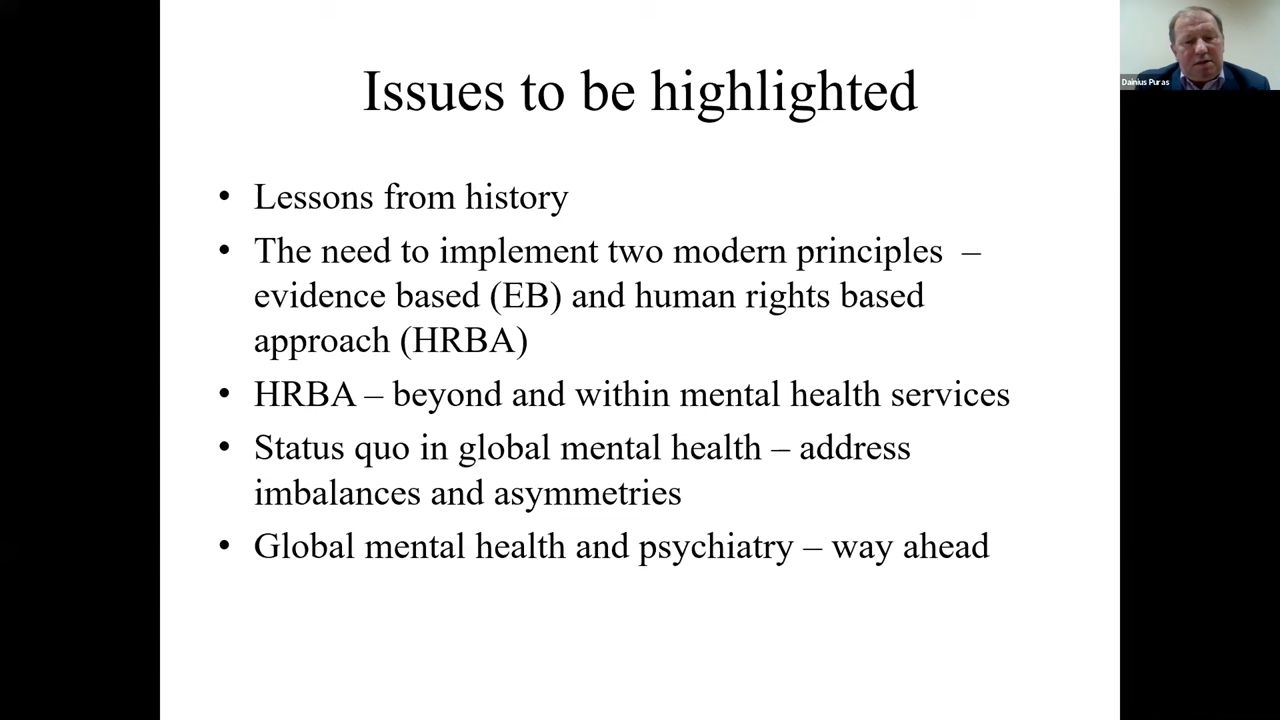 Issues to be highlighted
Dainius Puras
• Lessons from history
• The need to implement two modern principles –
evidence based (EB) and human rights based
approach (HRBA)
• HRBA – beyond and within mental health services
• Status quo in global mental health – address
imbalances and asymmetries
• Global mental health and psychiatry – way ahead